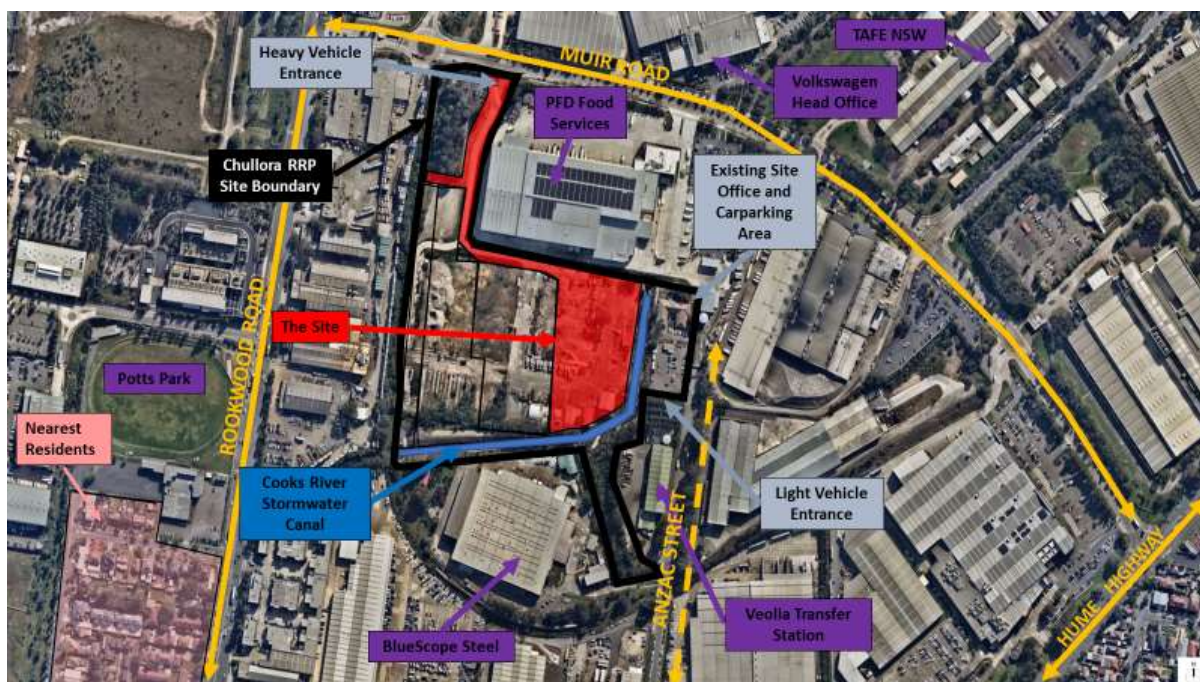 Heavy Vehicle
Entrance
MUIR ROAD
TAFE NSW
Volkswagen
Head Office
PFD Food
Services
Chullora RRP
Site Boundary
Existing Site
Office and
Carparking
Area
The Site
ROOKWOOD ROAD
Potts Park
Nearest
Residents
Cooks River
Stormwater
Canal
Light Vehicle
Entrance
ANZAC STREET
HUME HIGHWAY
Veolia Transfer
Station
BlueScope Steel